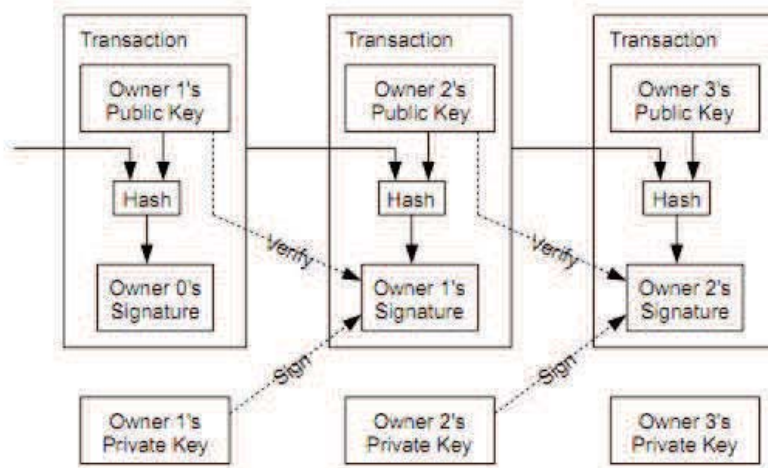 Transaction
Transaction
Transaction
Owner 1's
Public Key
Owner 2's
Public Key
Owner 3's
Public Key
Hash
Hash
Hash
Verify
Verify
Owner 0's
Signature
Owner 1's
Signature
Owner 2's
Signature
Sign
Sign
Owner 1's
Private Key
Owner 2's
Private Key
Owner 3's
Private Key